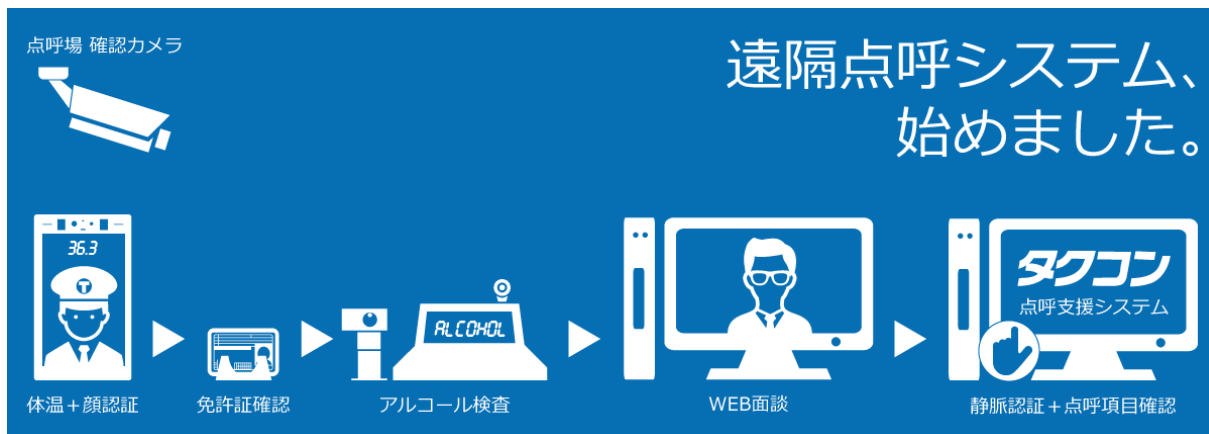 点呼場 確認カメラ
遠隔点呼システム、
始めました。
36.3
T
ALCOHOL
タクコン
点呼支援システム
体温+顔認証
免許証確認
アルコール検査
WEB面談
静脈認証+点呼項目確認